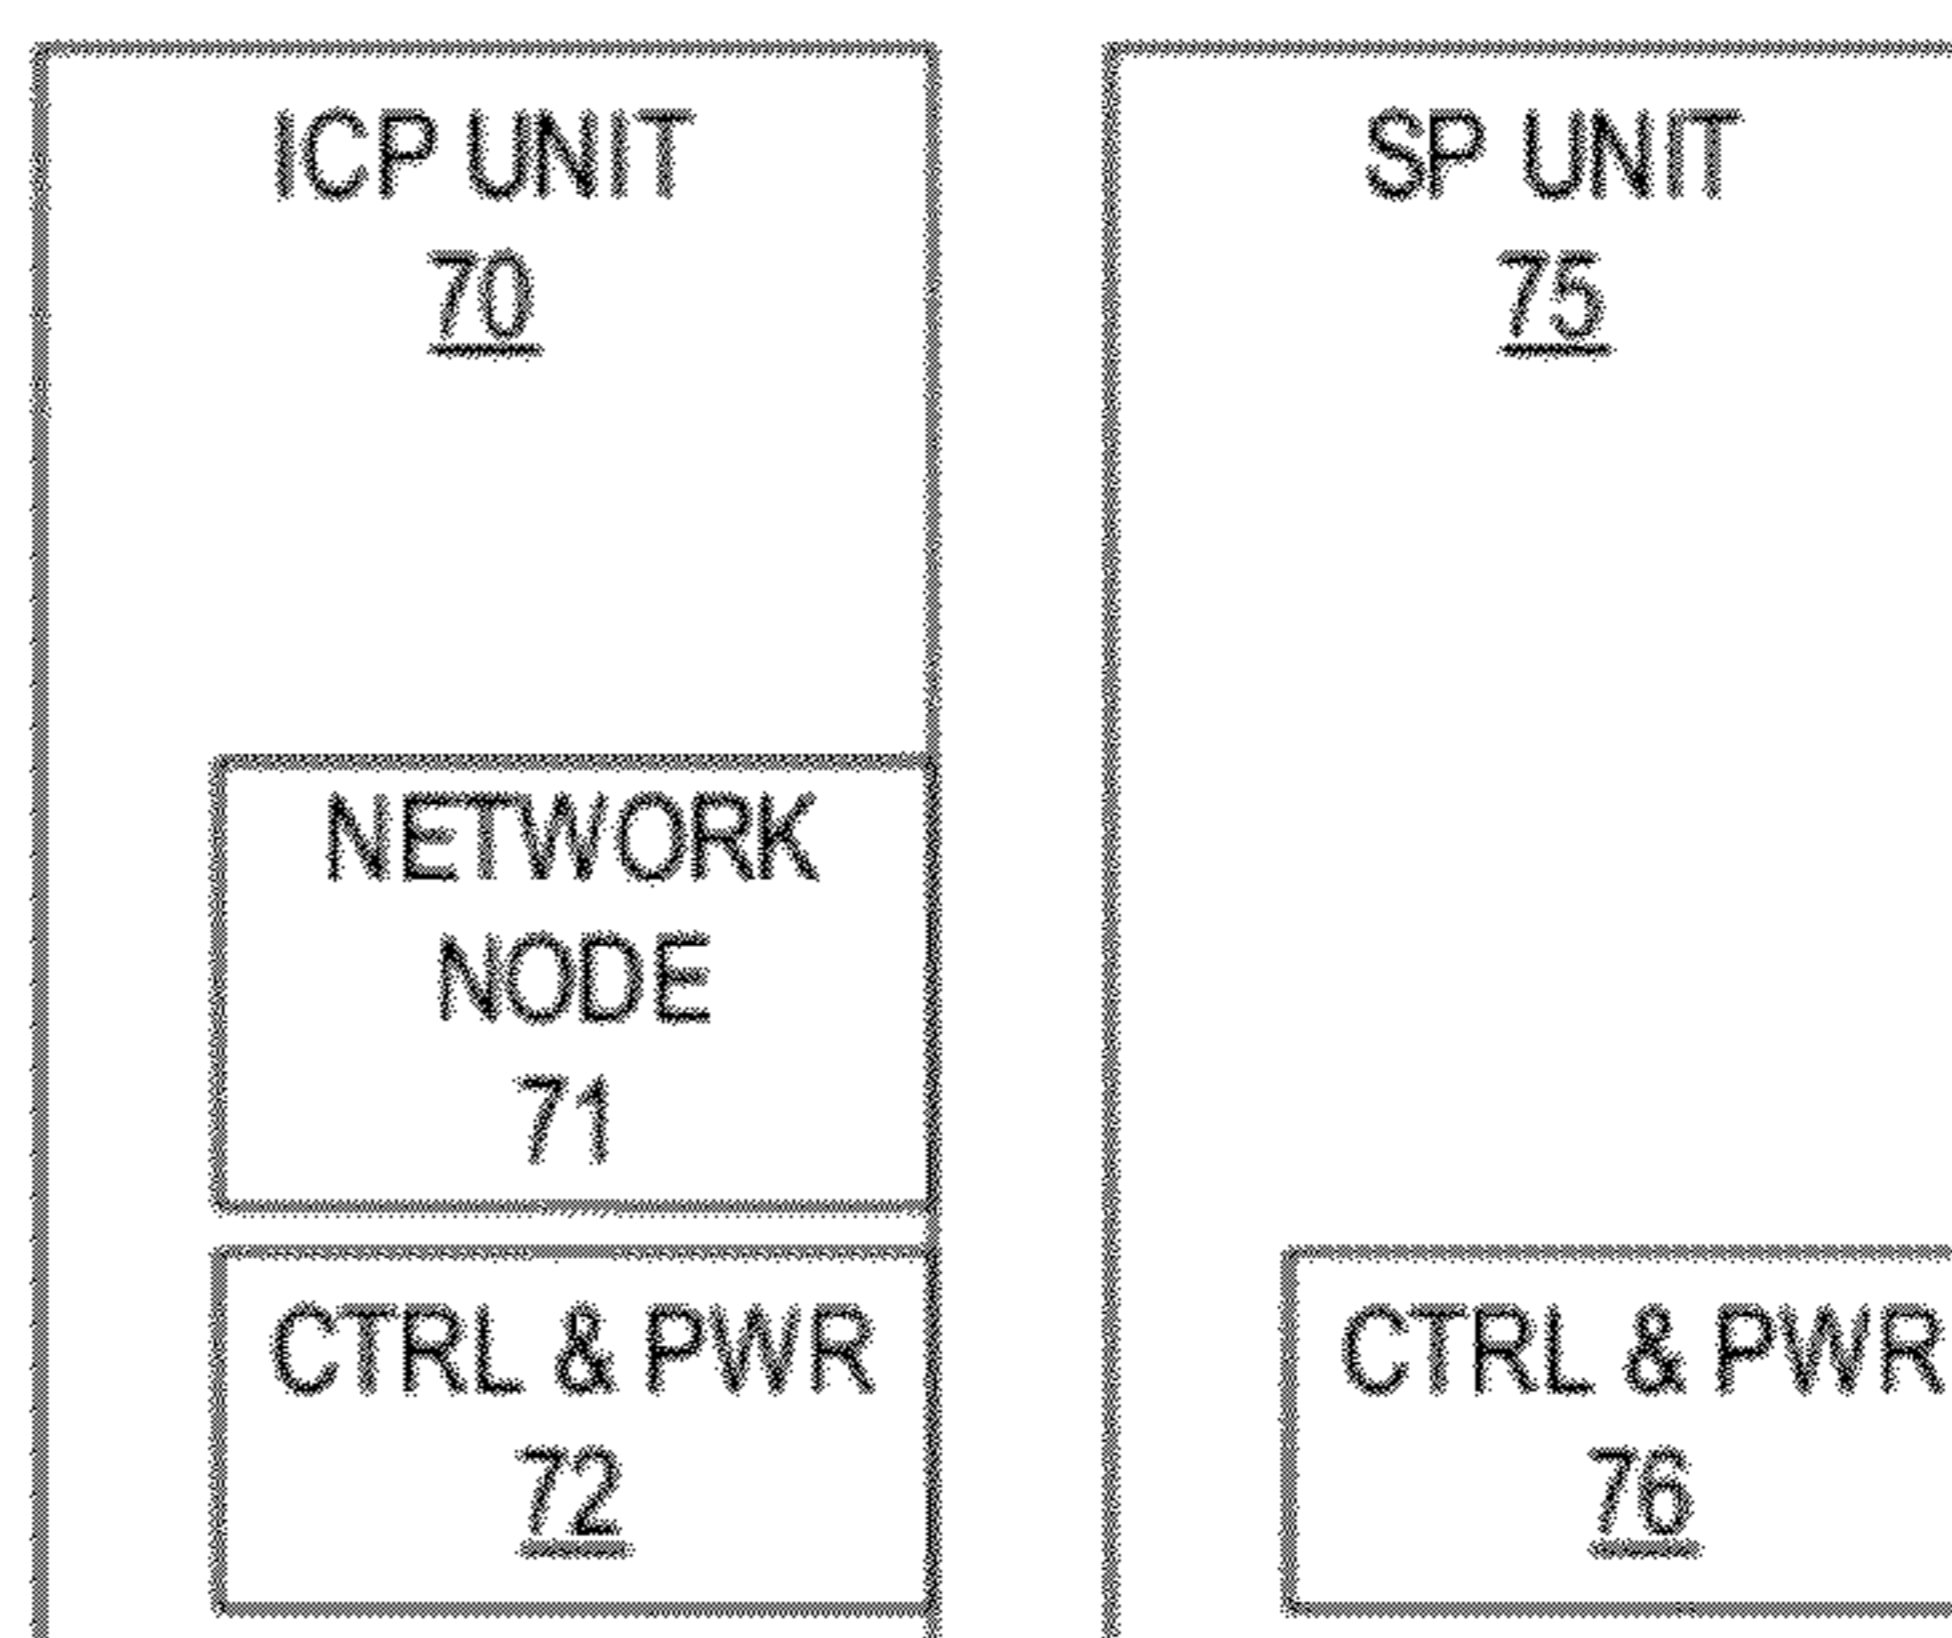 ICP UNIT
70
NETWORK
NODE
71
CTRL & PWR
72
SP UNIT
75
CTRL & PWR
76